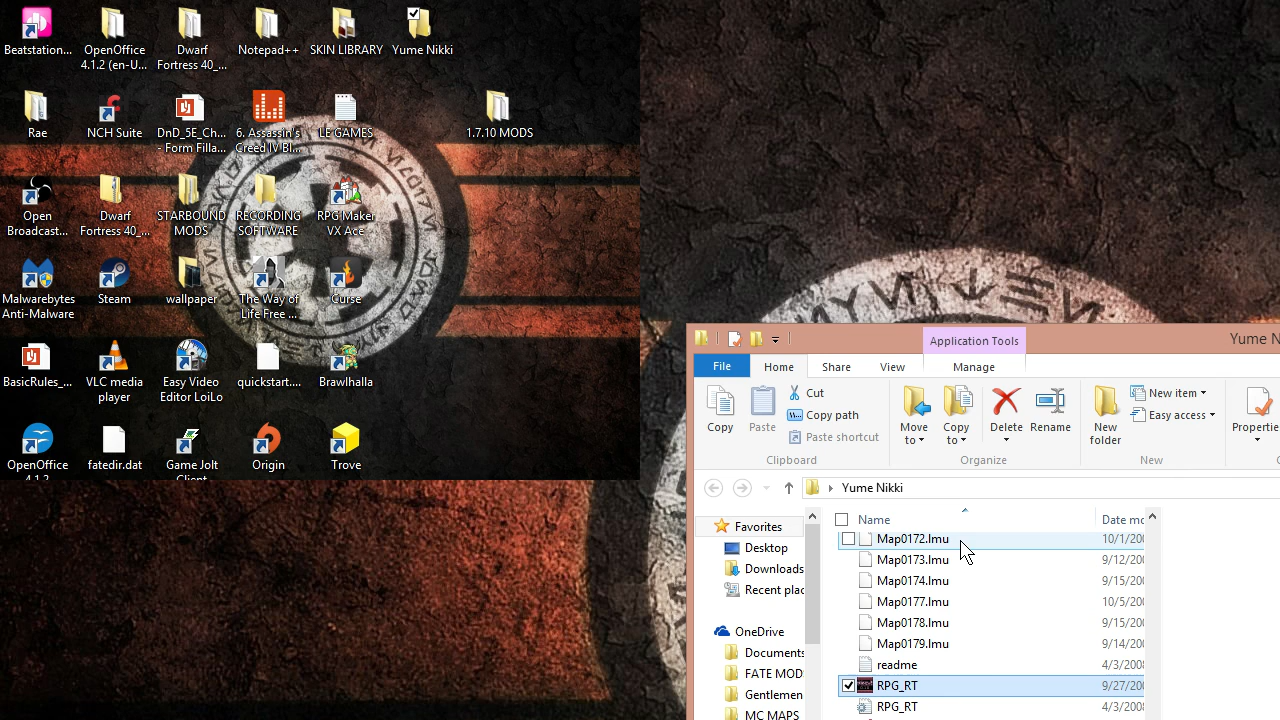 Beatstation...
OpenOffice
4.1.2 (en-U...
Dwarf
Fortress 40_...
Notepad++
SKIN LIBRARY
Yume Nikki
Rae
NCH Suite
DnD_5E_Ch...
- Form Filla...
6. Assassin's
Creed IV Bl...
LE GAMES
1.7.10 MODS
Open
Broadcast...
Dwarf
Fortress 40_...
STARBOUND
MODS
RECORDING
SOFTWARE
RPG Maker
VX Ace
Malwarebytes
Anti-Malware
Steam
wallpaper
The Way of
Life Free ...
Curse
BasicRules_...
VLC media
player
Easy Video
Editor LoiLo
quickstart....
Brawlhalla
OpenOffice
4.1.2
fatedir.dat
Game Jolt
Client
Origin
Trove
Application Tools
Yume N
File
Home
Share
View
Manage
Copy
Paste
Cut
Copy path
Paste shortcut
Clipboard
Move
to
Copy
to
Delete
Rename
Organize
New
folder
New item
Easy access
New
Propertie
Yume Nikki
Favorites
Desktop
Downloads
Recent plac
OneDrive
Documents
FATE MOD
Gentlemen
MC MAPS
Name
Date mo
Map0172.lmu
10/1/200
Map0173.lmu
9/12/200
Map0174.lmu
9/15/200
Map0177.lmu
10/5/200
Map0178.lmu
9/15/200
Map0179.lmu
9/14/200
readme
4/3/2008
RPG_RT
9/27/200
RPG_RT
4/3/2008